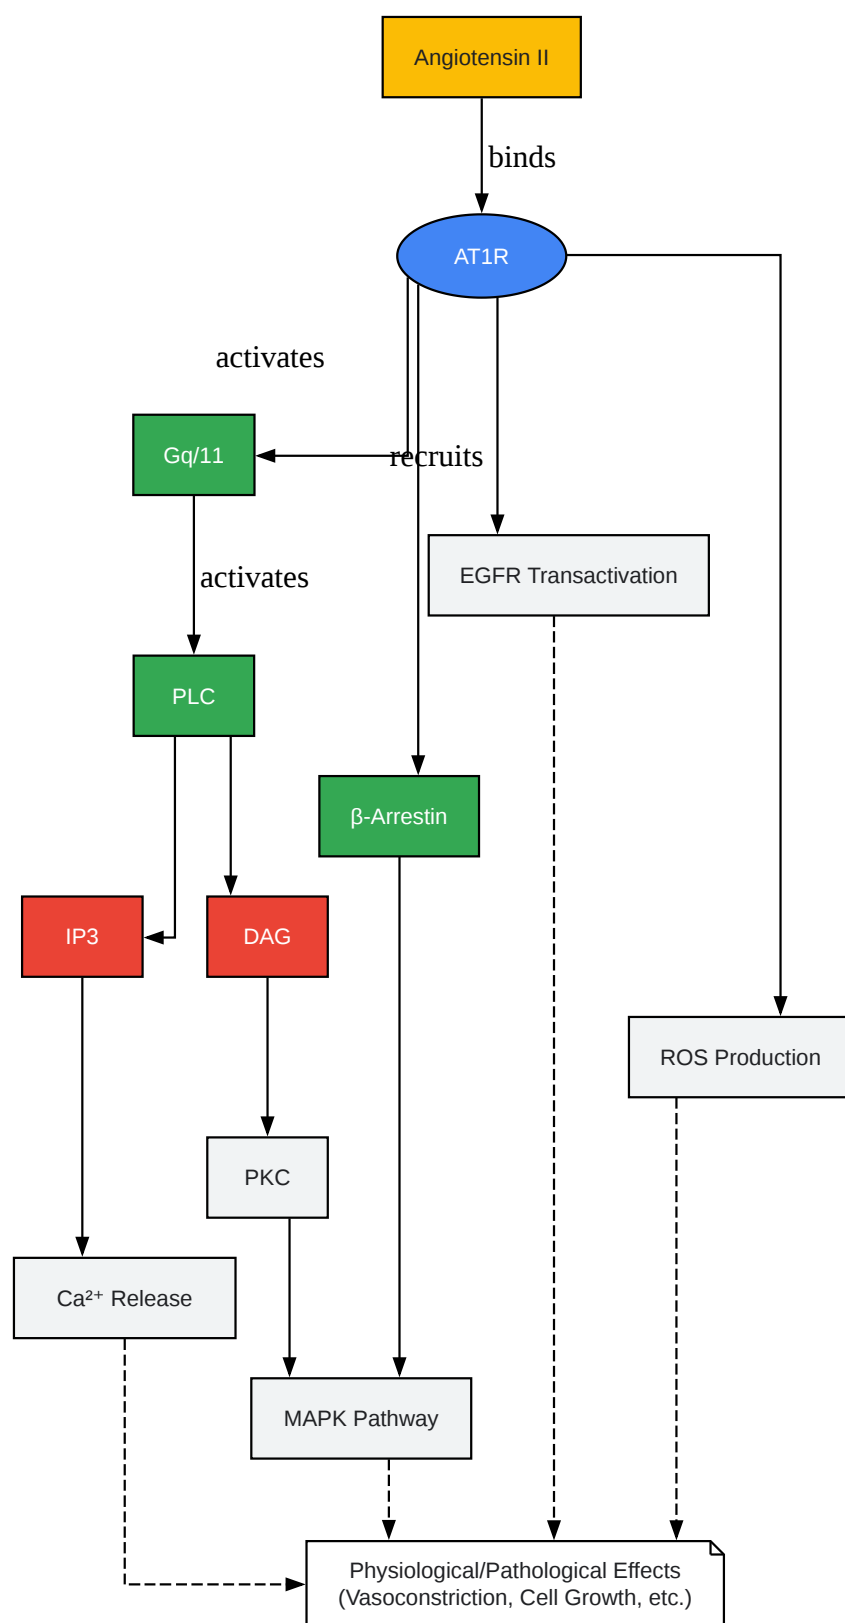 Angiotensin II
binds
AT1R
activates
Gq/11
recruits
EGFR Transactivation
activates
PLC
β-Arrestin
IP3
DAG
ROS Production
PKC
Ca²⁺ Release
MAPK Pathway
Physiological/Pathological Effects
(Vasoconstriction, Cell Growth, etc.)